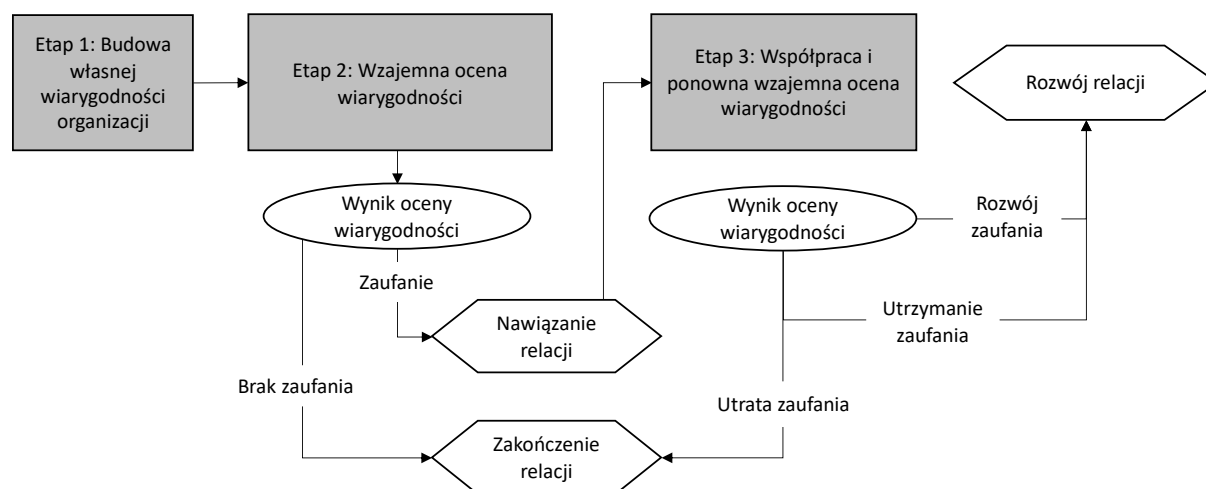 Etap 1: Budowa
własnej
wiarygodności
organizacji
Etap 2: Wzajemna ocena
wiarygodności
Etap 3: Współpraca i
ponowna wzajemna ocena
wiarygodności
Rozwój relacji
Wynik oceny
wiarygodności
Wynik oceny
wiarygodności
Rozwój
zaufania
Zaufanie
Nawiązanie
relacji
Utrzymanie
zaufania
Brak zaufania
Utrata zaufania
Zakończenie
relacji